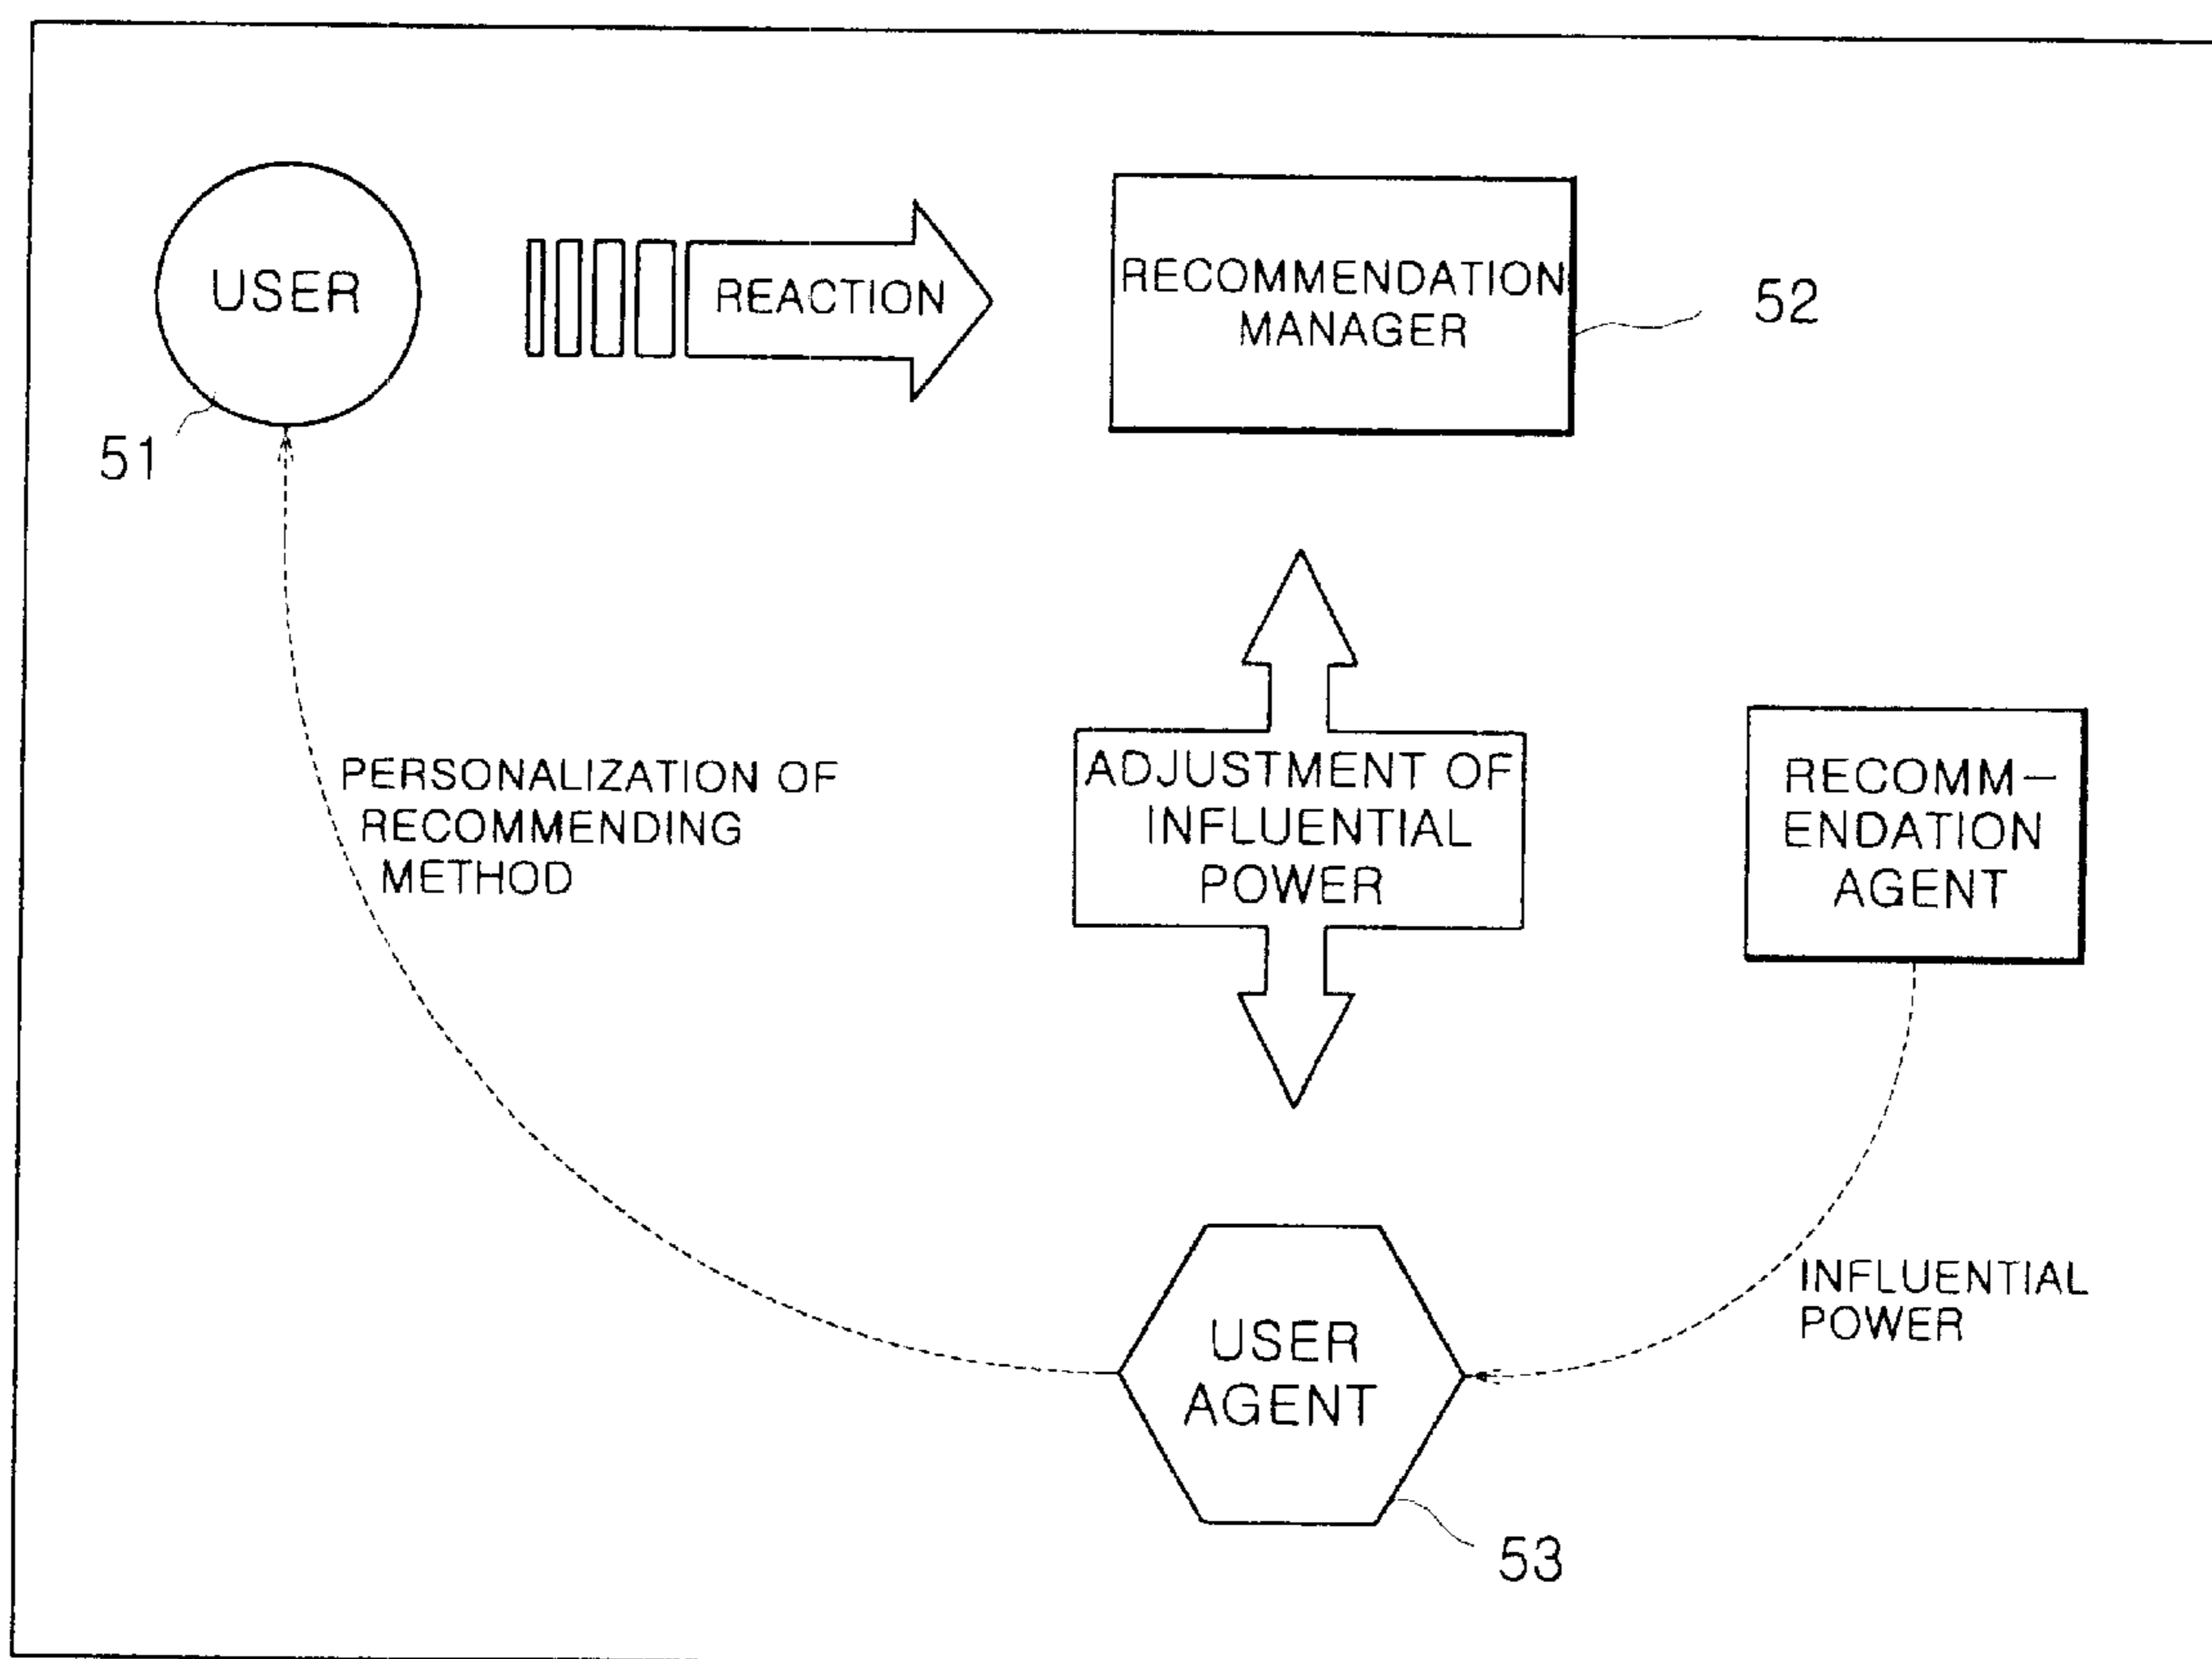 USER
51
REACTION
RECOMMENDATION
MANAGER
52
PERSONALIZATION OF
RECOMMENDING
METHOD
ADJUSTMENT OF
INFLUENTIAL
POWER
RECOMM-
ENDATION
AGENT
INFLUENTIAL
POWER
USER
AGENT
53